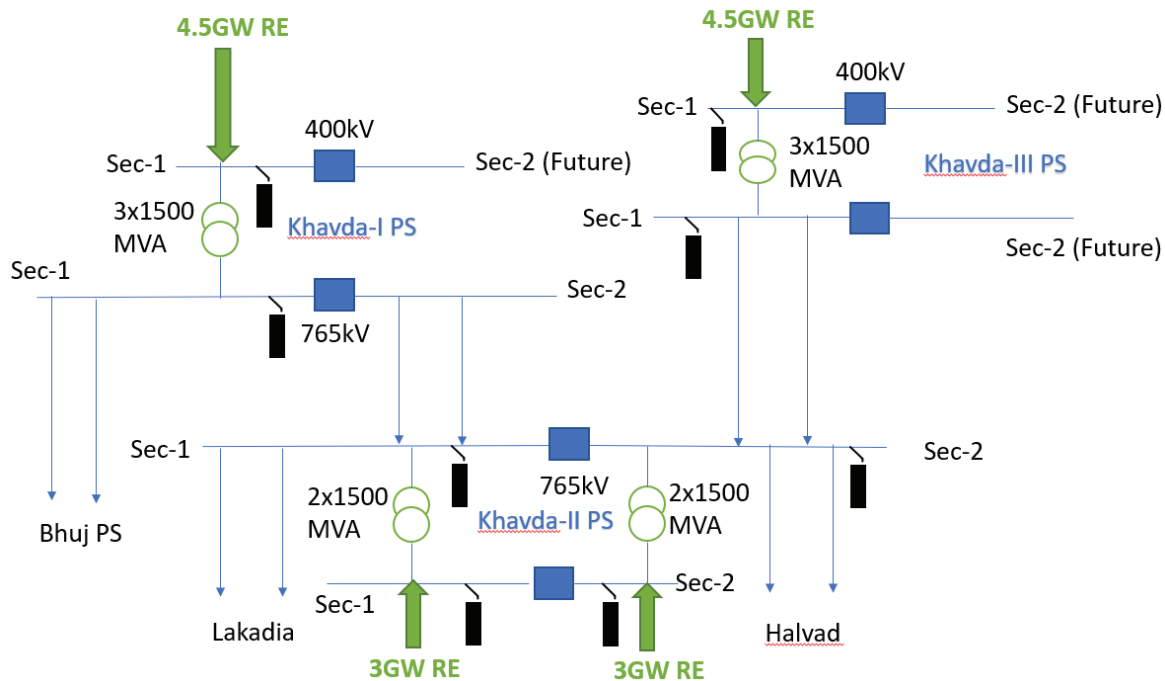 4.5GW RE
4.5GW RE
400kV
Sec-1
Sec-2 (Future)
400kV
3x1500
MVA
Khavda-III PS
Sec-1
Sec-2 (Future)
3x1500
MVA
Khavda-I PS
Sec-1
Sec-2 (Future)
Sec-1
Sec-2
765kV
Sec-1
Sec-2
765kV
2x1500
MVA
Khavda-II PS
2x1500
MVA
Bhuj PS
Sec-1
Sec-2
Lakadia
Halvad
3GW RE
3GW RE